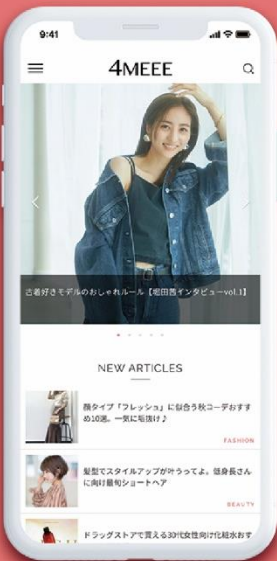 9:41
4MEEE
古着好きモデルのおしゃれルール【堀田茜インタビューvol.1】
NEW ARTICLES
顔タイプ「フレッシュ」に似合う秋コーデおすす
め10選。一気に垢抜け♪
FASHION
髪型でスタイルアップが叶うってよ。低身長さん
に向け最旬ショートヘア
BEAUTY
ドラッグストアで買える30代女性向け化粧水おす